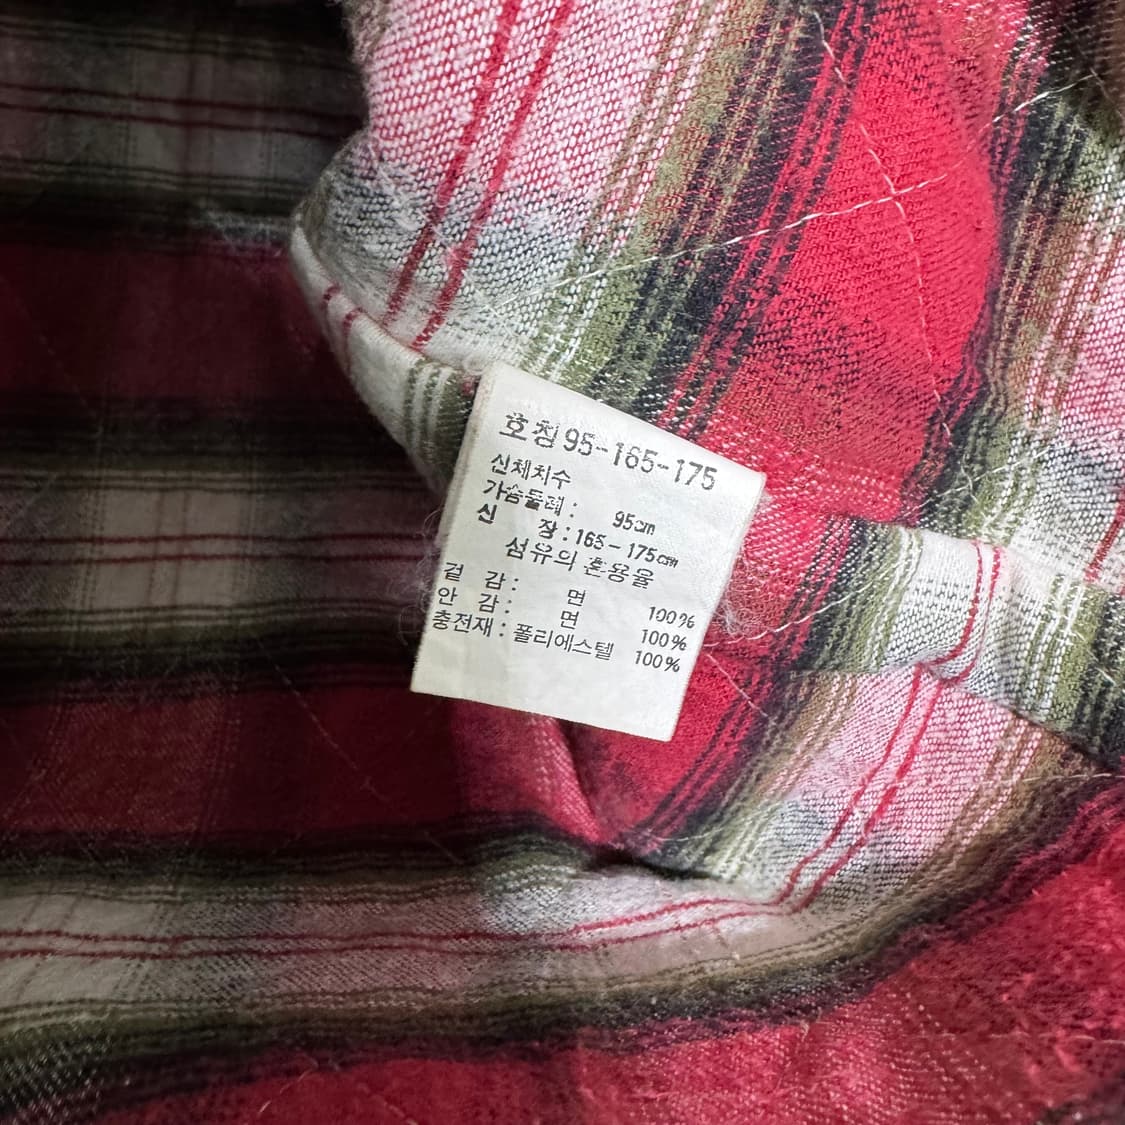 호칭 95-165-175
신체치수
가슴둘레 : 95cm
신 장 : 165-175cm
섬유의 혼용율
겉 감 : 면 100%
안 감 : 면 100%
충전재 : 폴리에스텔 100%